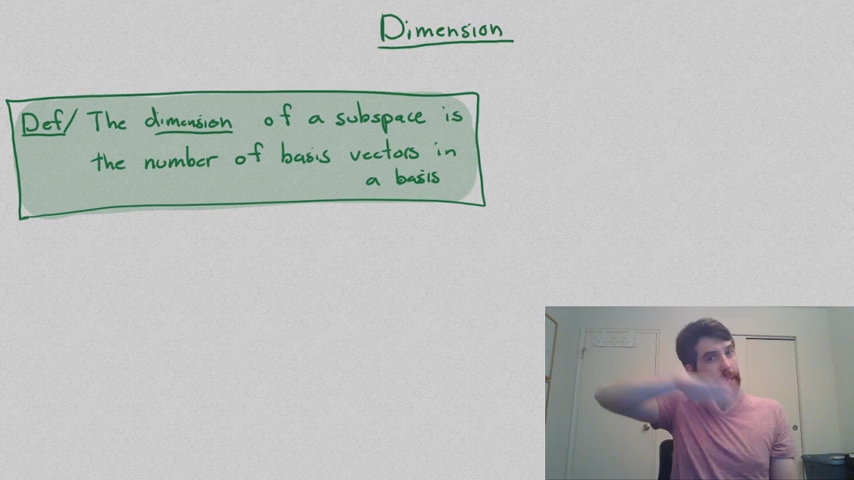 Dimension
Def/ The dimension of a subspace is
the number of basis vectors in
a basis